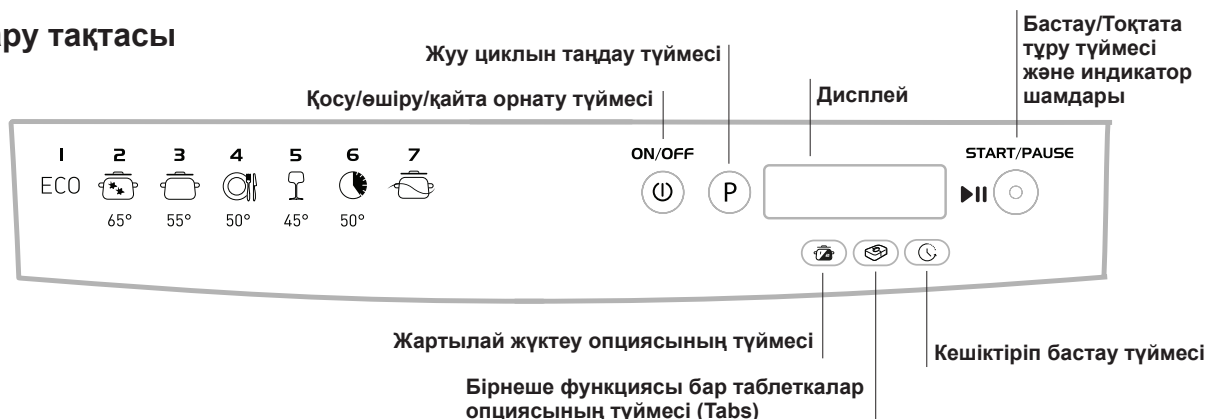 ару тақтасы
Жуу циклын таңдау түймесі
Бастау/Тоқтата
тұру түймесі
және индикатор
шамдары
Қосу/өшіру/қайта орнату түймесі
Дисплей
1 2 3 4 5 6 7
ECO
65° 55° 50° 45° 50°
ON/OFF
P
START/PAUSE
Жартылай жүктеу опциясының түймесі
Кешіктіріп бастау түймесі
Бірнеше функциясы бар таблеткалар
опциясының түймесі (Tabs)